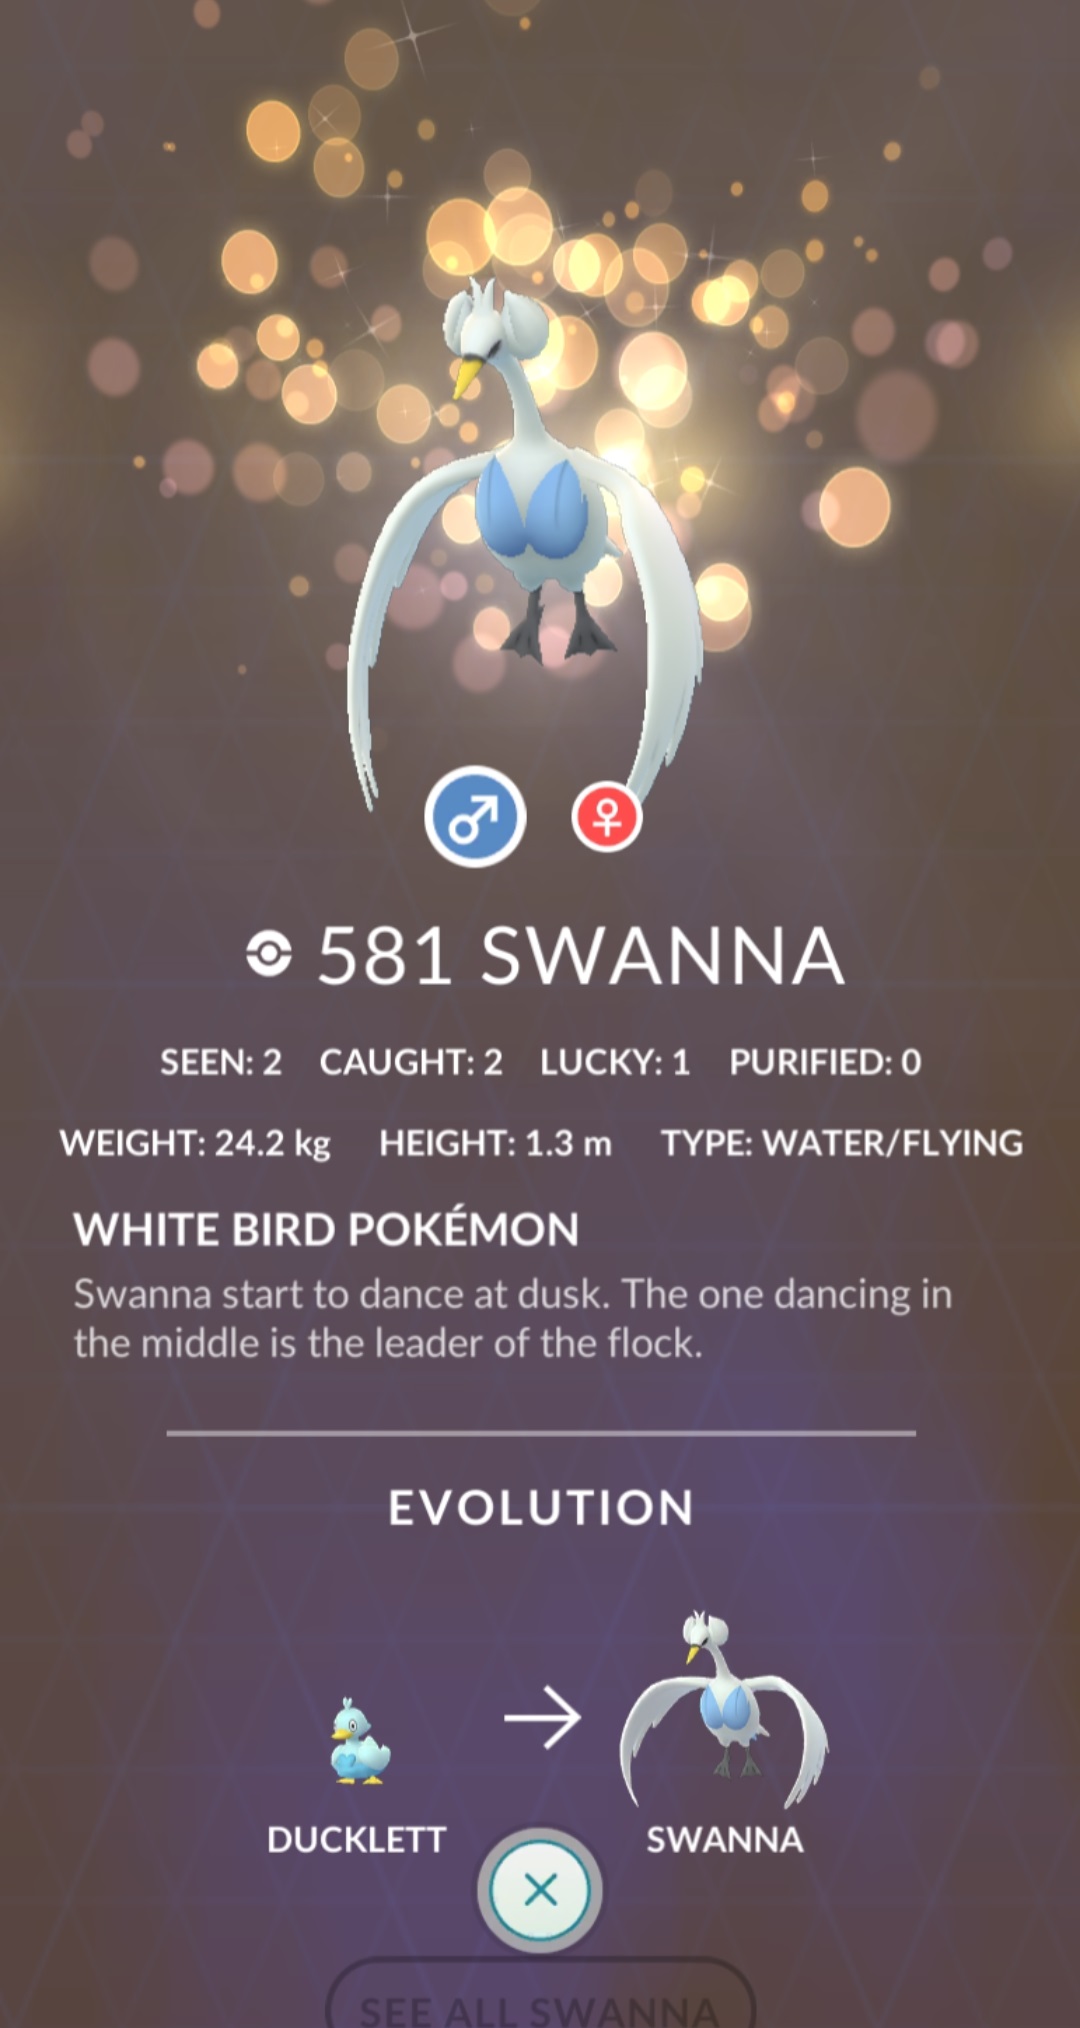 581 SWANNA
SEEN: 2 CAUGHT: 2 LUCKY: 1 PURIFIED: 0
WEIGHT: 24.2 kg HEIGHT: 1.3 m TYPE: WATER/FLYING
WHITE BIRD POKÉMON
Swanna start to dance at dusk. The one dancing in
the middle is the leader of the flock.
EVOLUTION
DUCKLETT SWANNA
SEE ALL SWANNA